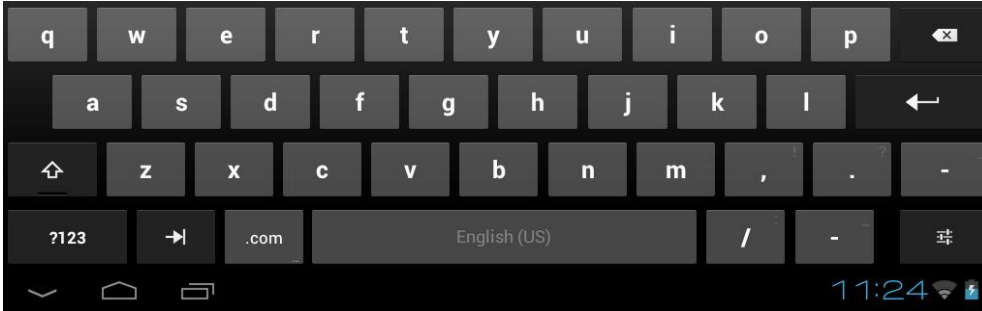 q w e r t y u i o p
a s d f g h j k l
z x c v b n m , ! . ? -
?123 .com English (US) / : - _
11:24